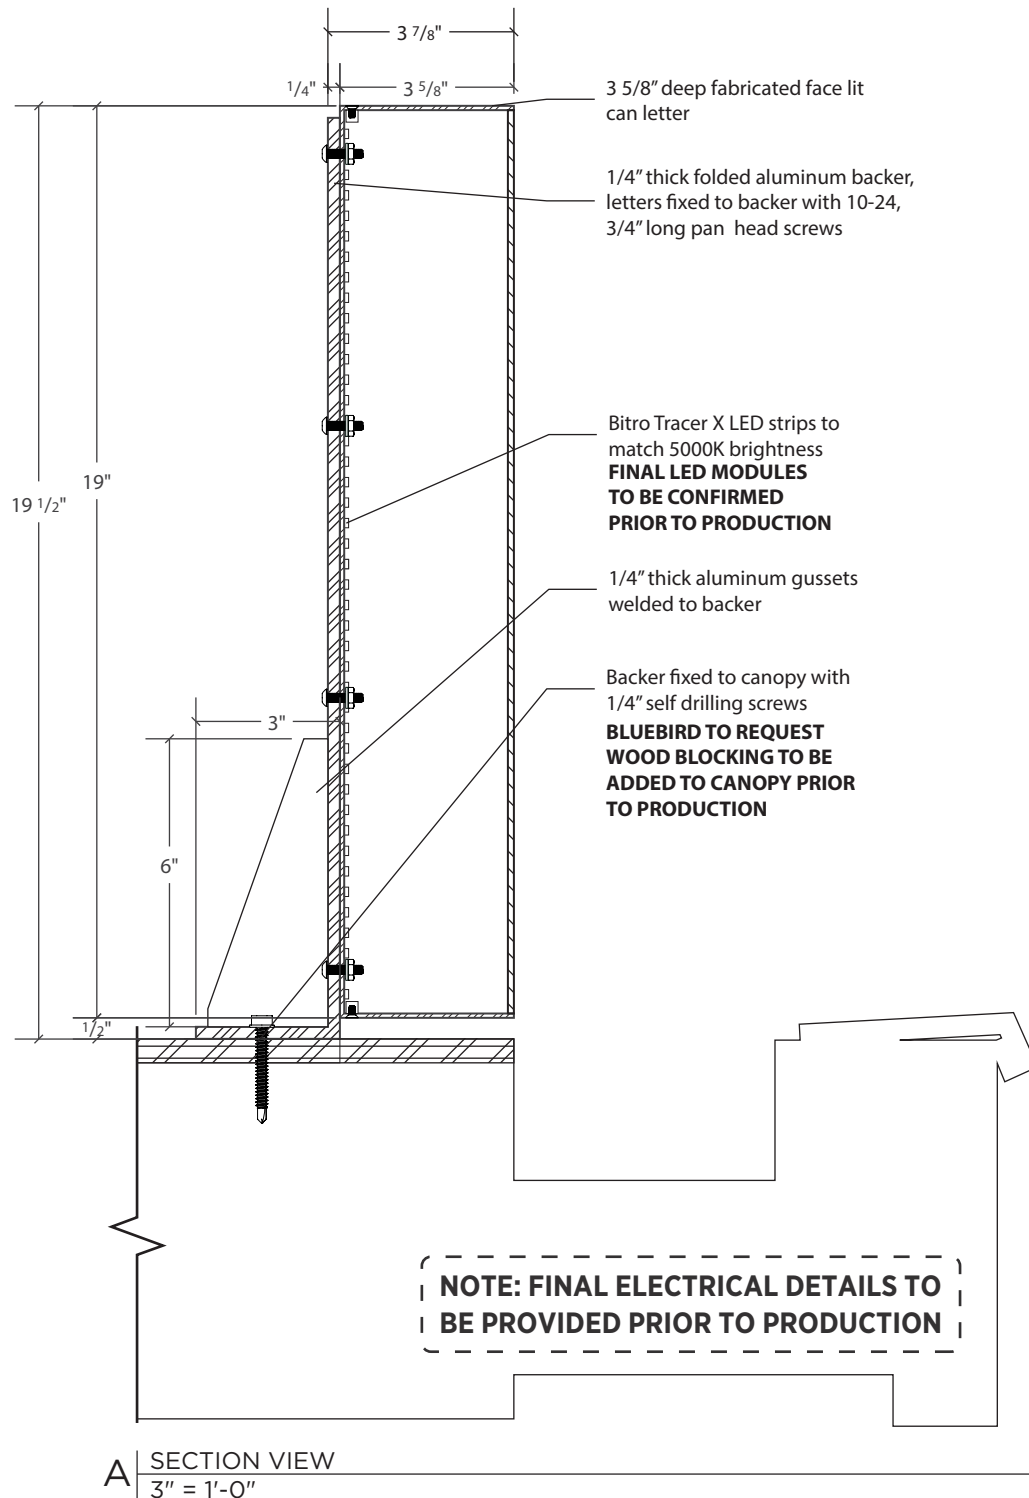 3 7/8"
1/4"
3 5/8"
3 5/8" deep fabricated face lit
can letter
1/4" thick folded aluminum backer,
letters fixed to backer with 10-24,
3/4" long pan head screws
Bitro Tracer X LED strips to
match 5000K brightness
FINAL LED MODULES
TO BE CONFIRMED
PRIOR TO PRODUCTION
19"
19 1/2"
1/4" thick aluminum gussets
welded to backer
Backer fixed to canopy with
1/4" self drilling screws
BLUEBIRD TO REQUEST
WOOD BLOCKING TO BE
ADDED TO CANOPY PRIOR
TO PRODUCTION
3"
6"
1/2"
NOTE: FINAL ELECTRICAL DETAILS TO
BE PROVIDED PRIOR TO PRODUCTION
A
SECTION VIEW
3" = 1'-0"